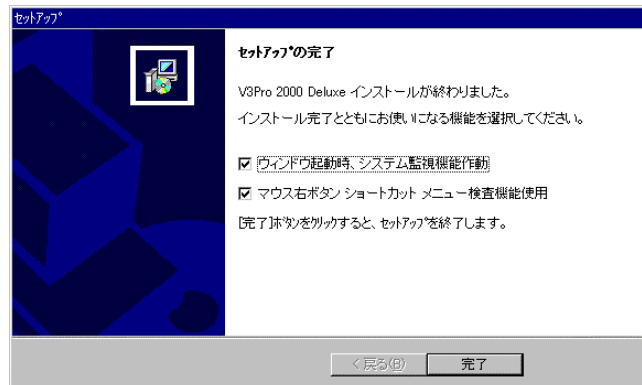 ｾｯﾄｱｯﾌﾟ
ｾｯﾄｱｯﾌﾟの完了
V3Pro 2000 Deluxe インストールが終わりました。
インストール完了とともにお使いになる機能を選択してください。
ウィンドウ起動時、システム監視機能作動
マウス右ボタン ショートカット メニュー検査機能使用
[完了]ﾎﾞﾀﾝをｸﾘｯｸすると、ｾｯﾄｱｯﾌﾟを終了します。
< 戻る(B)
完了